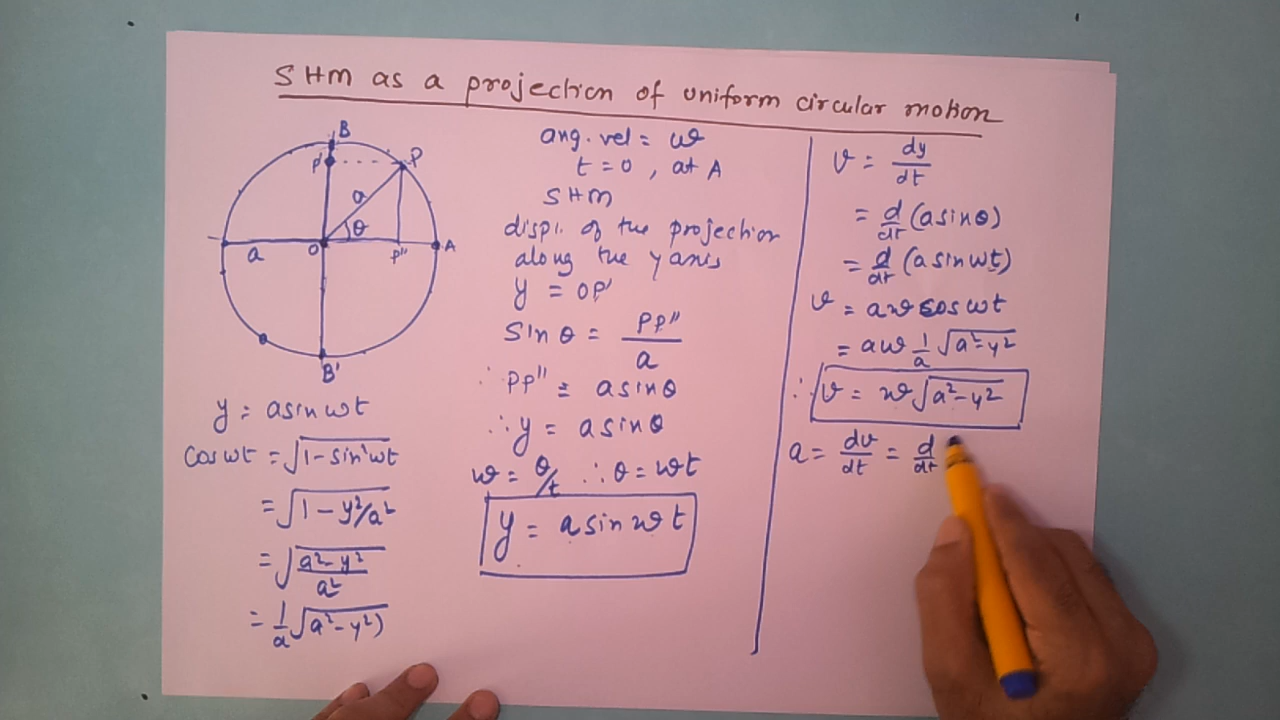 SHM as a projection of uniform circular motion
B
P' P
a
θ
a O P" A
B'
y = a sin ωt
cos ωt = √1 - sin²ωt
= √1 - y²/a²
= √a² - y²/a²
= 1/a √a² - y²)
ang. vel = ω
t = 0 , at A
SHM
displ. of the projection
along the y axis
y = OP'
sin θ = PP"/a
∴ PP" = a sin θ
∴ y = a sin θ
ω = θ/t ∴ θ = ωt
y = a sin ω t
v = dy/dt
= d/dt (a sin θ)
= d/dt (a sin ωt)
v = aω cos ωt
= aω 1/a √a² - y²
∴ v = ω √a² - y²
a = dv/dt = d/dt